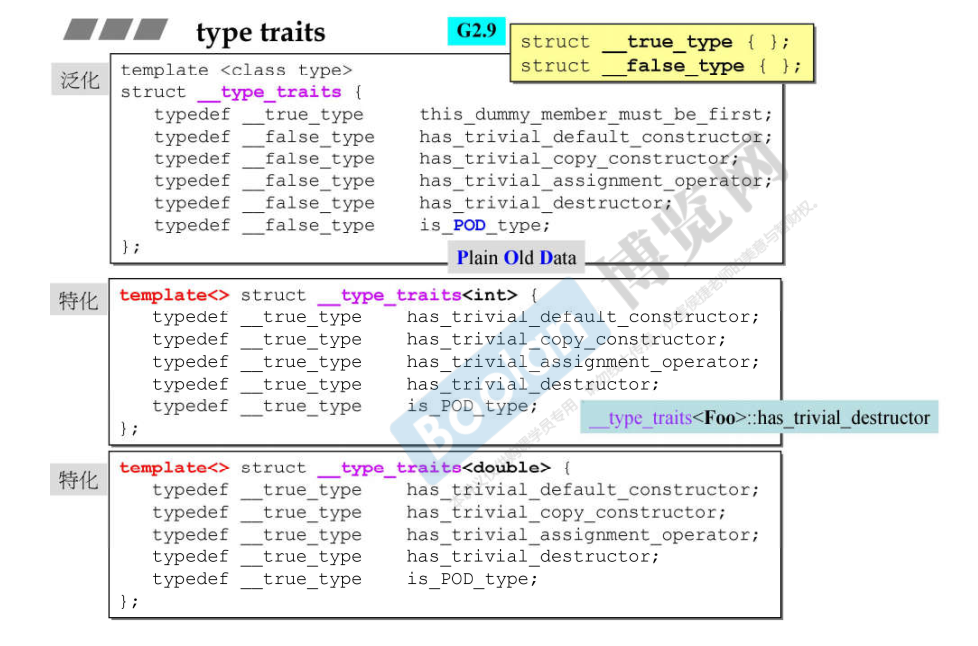 type traits
G2.9
struct __true_type { };
struct __false_type { };
泛化
template <class type>
struct __type_traits {
typedef __true_type this_dummy_member_must_be_first;
typedef __false_type has_trivial_default_constructor;
typedef __false_type has_trivial_copy_constructor;
typedef __false_type has_trivial_assignment_operator;
typedef __false_type has_trivial_destructor;
typedef __false_type is_POD_type;
};
Plain Old Data
特化
template<> struct __type_traits<int> {
typedef __true_type has_trivial_default_constructor;
typedef __true_type has_trivial_copy_constructor;
typedef __true_type has_trivial_assignment_operator;
typedef __true_type has_trivial_destructor;
typedef __true_type is_POD_type;
};
__type_traits<Foo>::has_trivial_destructor
特化
template<> struct __type_traits<double> {
typedef __true_type has_trivial_default_constructor;
typedef __true_type has_trivial_copy_constructor;
typedef __true_type has_trivial_assignment_operator;
typedef __true_type has_trivial_destructor;
typedef __true_type is_POD_type;
};
Boolan
博览网